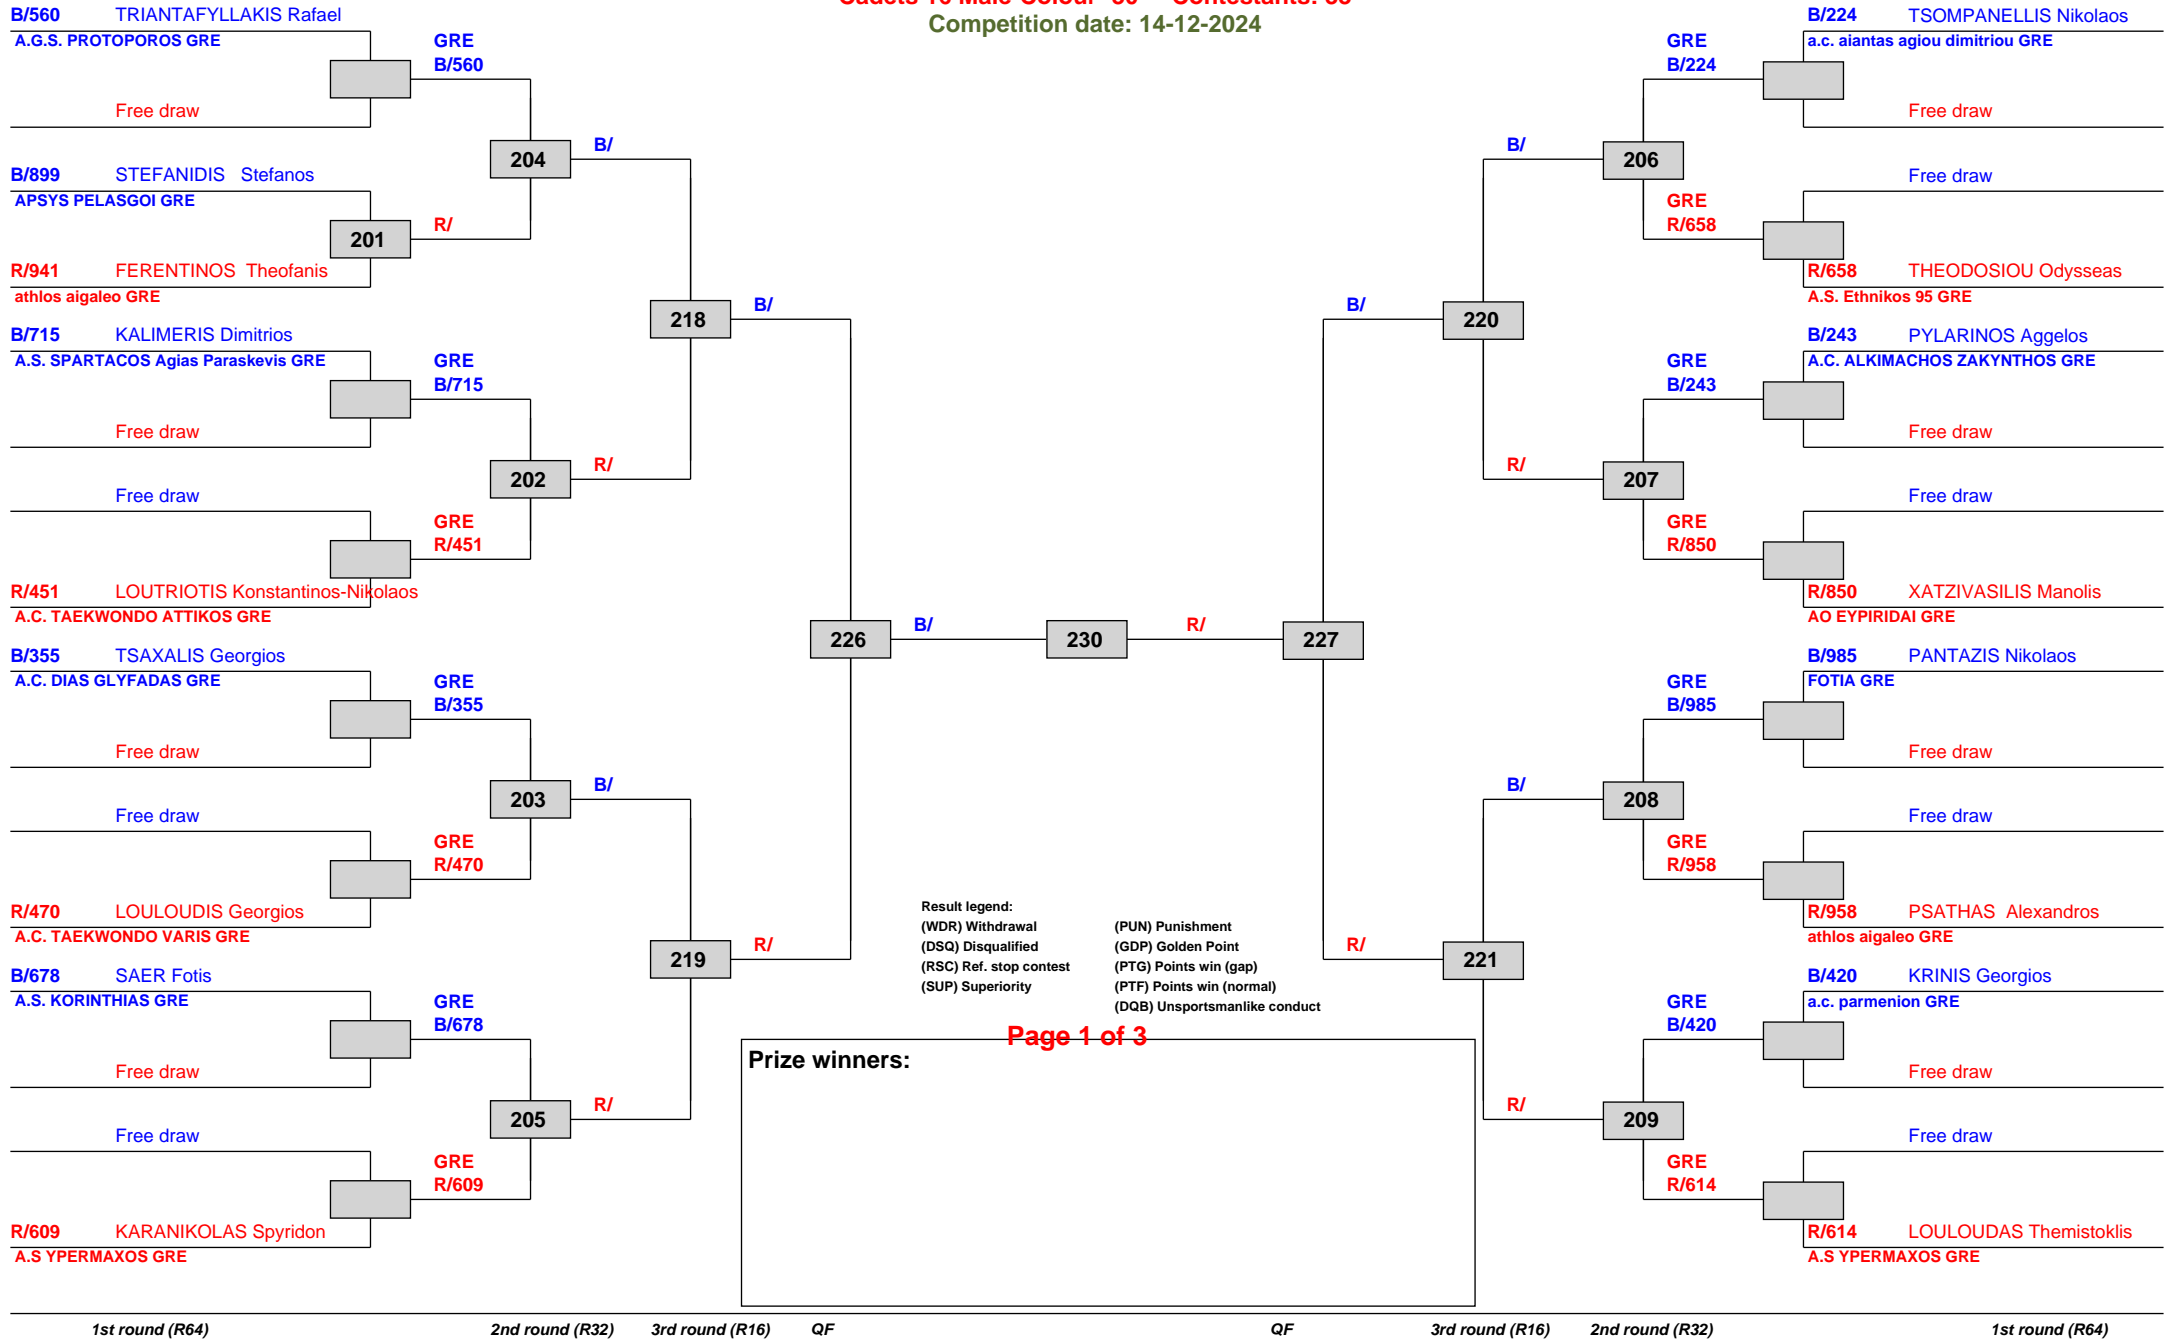 Competition date: 14-12-2024
B/560 TRIANTAFYLLAKIS Rafael
A.G.S. PROTOPOROS GRE
GRE
B/560
Free draw
204
B/
B/899 STEFANIDIS Stefanos
APSYS PELASGOI GRE
201
R/
R/941 FERENTINOS Theofanis
athlos aigaleo GRE
218
B/
B/715 KALIMERIS Dimitrios
A.S. SPARTACOS Agias Paraskevis GRE
GRE
B/715
Free draw
202
R/
Free draw
GRE
R/451
R/451 LOUTRIOTIS Konstantinos-Nikolaos
A.C. TAEKWONDO ATTIKOS GRE
226
B/
230
R/
227
B/355 TSAXALIS Georgios
A.C. DIAS GLYFADAS GRE
GRE
B/355
Free draw
203
B/
Free draw
GRE
R/470
R/470 LOULOUDIS Georgios
A.C. TAEKWONDO VARIS GRE
219
R/
B/678 SAER Fotis
A.S. KORINTHIAS GRE
GRE
B/678
Free draw
205
R/
Free draw
GRE
R/609
R/609 KARANIKOLAS Spyridon
A.S YPERMAXOS GRE
B/224 TSOMPANELLIS Nikolaos
a.c. aiantas agiou dimitriou GRE
GRE
B/224
Free draw
B/
206
Free draw
GRE
R/658
R/658 THEODOSIOU Odysseas
A.S. Ethnikos 95 GRE
B/
220
B/243 PYLARINOS Aggelos
A.C. ALKIMACHOS ZAKYNTHOS GRE
GRE
B/243
Free draw
R/
207
Free draw
GRE
R/850
R/850 XATZIVASILIS Manolis
AO EYPIRIDAI GRE
B/985 PANTAZIS Nikolaos
FOTIA GRE
GRE
B/985
Free draw
B/
208
Free draw
GRE
R/958
R/958 PSATHAS Alexandros
athlos aigaleo GRE
R/
221
B/420 KRINIS Georgios
a.c. parmenion GRE
GRE
B/420
Free draw
R/
209
Free draw
GRE
R/614
R/614 LOULOUDAS Themistoklis
A.S YPERMAXOS GRE
Result legend:
(WDR) Withdrawal (PUN) Punishment
(DSQ) Disqualified (GDP) Golden Point
(RSC) Ref. stop contest (PTG) Points win (gap)
(SUP) Superiority (PTF) Points win (normal)
(DQB) Unsportsmanlike conduct
Page 1 of 3
Prize winners:
1st round (R64) 2nd round (R32) 3rd round (R16) QF QF 3rd round (R16) 2nd round (R32) 1st round (R64)